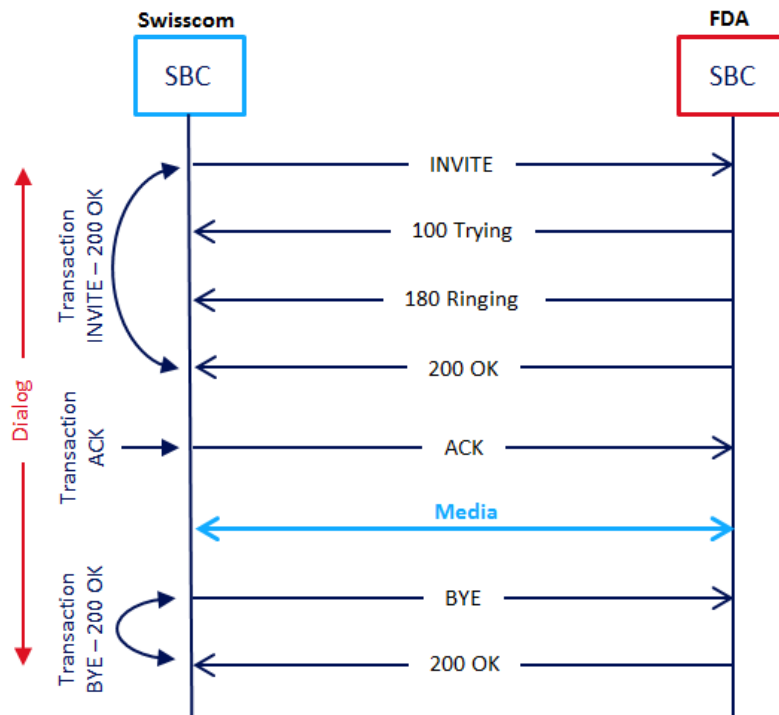 Swisscom
FDA
SBC
SBC
INVITE
100 Trying
180 Ringing
200 OK
ACK
Media
BYE
200 OK
Dialog
Transaction
INVITE – 200 OK
Transaction
ACK
Transaction
BYE – 200 OK